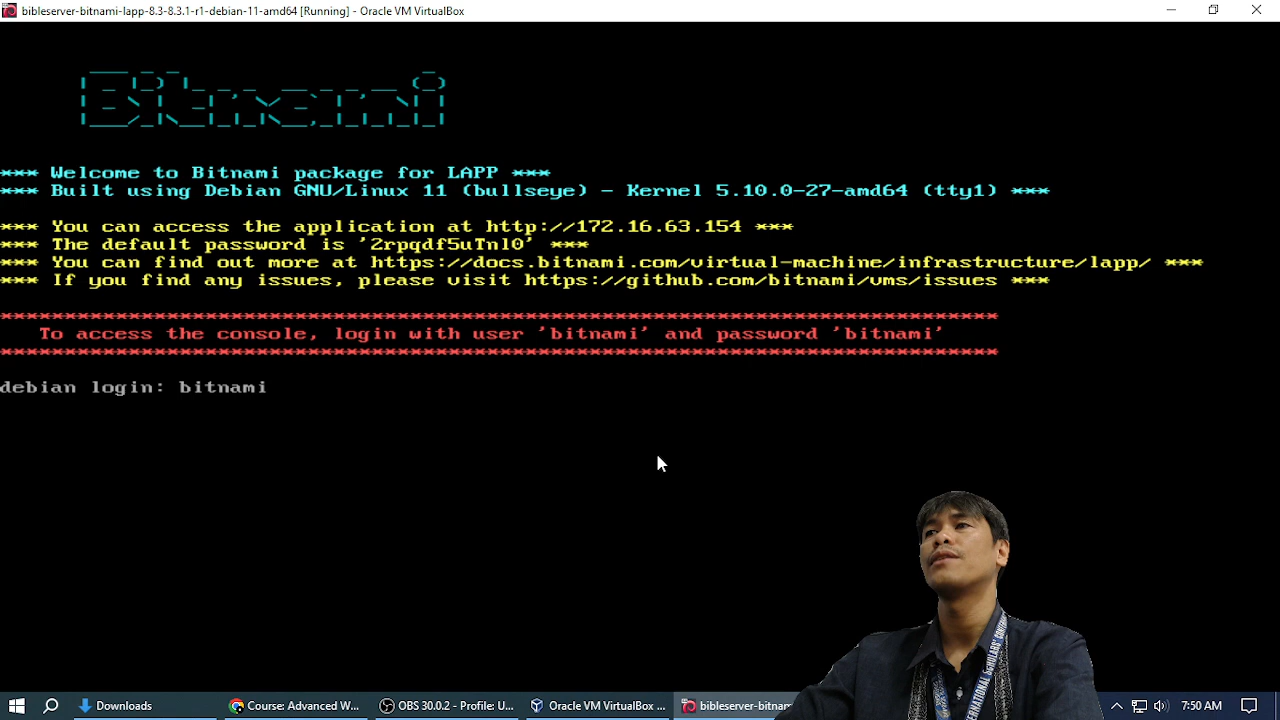 bibleserver-bitnami-lapp-8.3-8.3.1-r1-debian-11-amd64 [Running] - Oracle VM VirtualBox
Bitnami
*** Welcome to Bitnami package for LAPP ***
*** Built using Debian GNU/Linux 11 (bullseye) - Kernel 5.10.0-27-amd64 (tty1) ***
*** You can access the application at http://172.16.63.154 ***
*** The default password is '2rpqdf5uTnl0' ***
*** You can find out more at https://docs.bitnami.com/virtual-machine/infrastructure/lapp/ ***
*** If you find any issues, please visit https://github.com/bitnami/vms/issues ***
******************************************************************************
To access the console, login with user 'bitnami' and password 'bitnami'
******************************************************************************
debian login: bitnami
INTERNATIONAL SCHOLARS' CONFERENCE
Downloads
Course: Advanced W...
OBS 30.0.2 - Profile: U...
Oracle VM VirtualBox ...
bibleserver-bitnam
7:50 AM